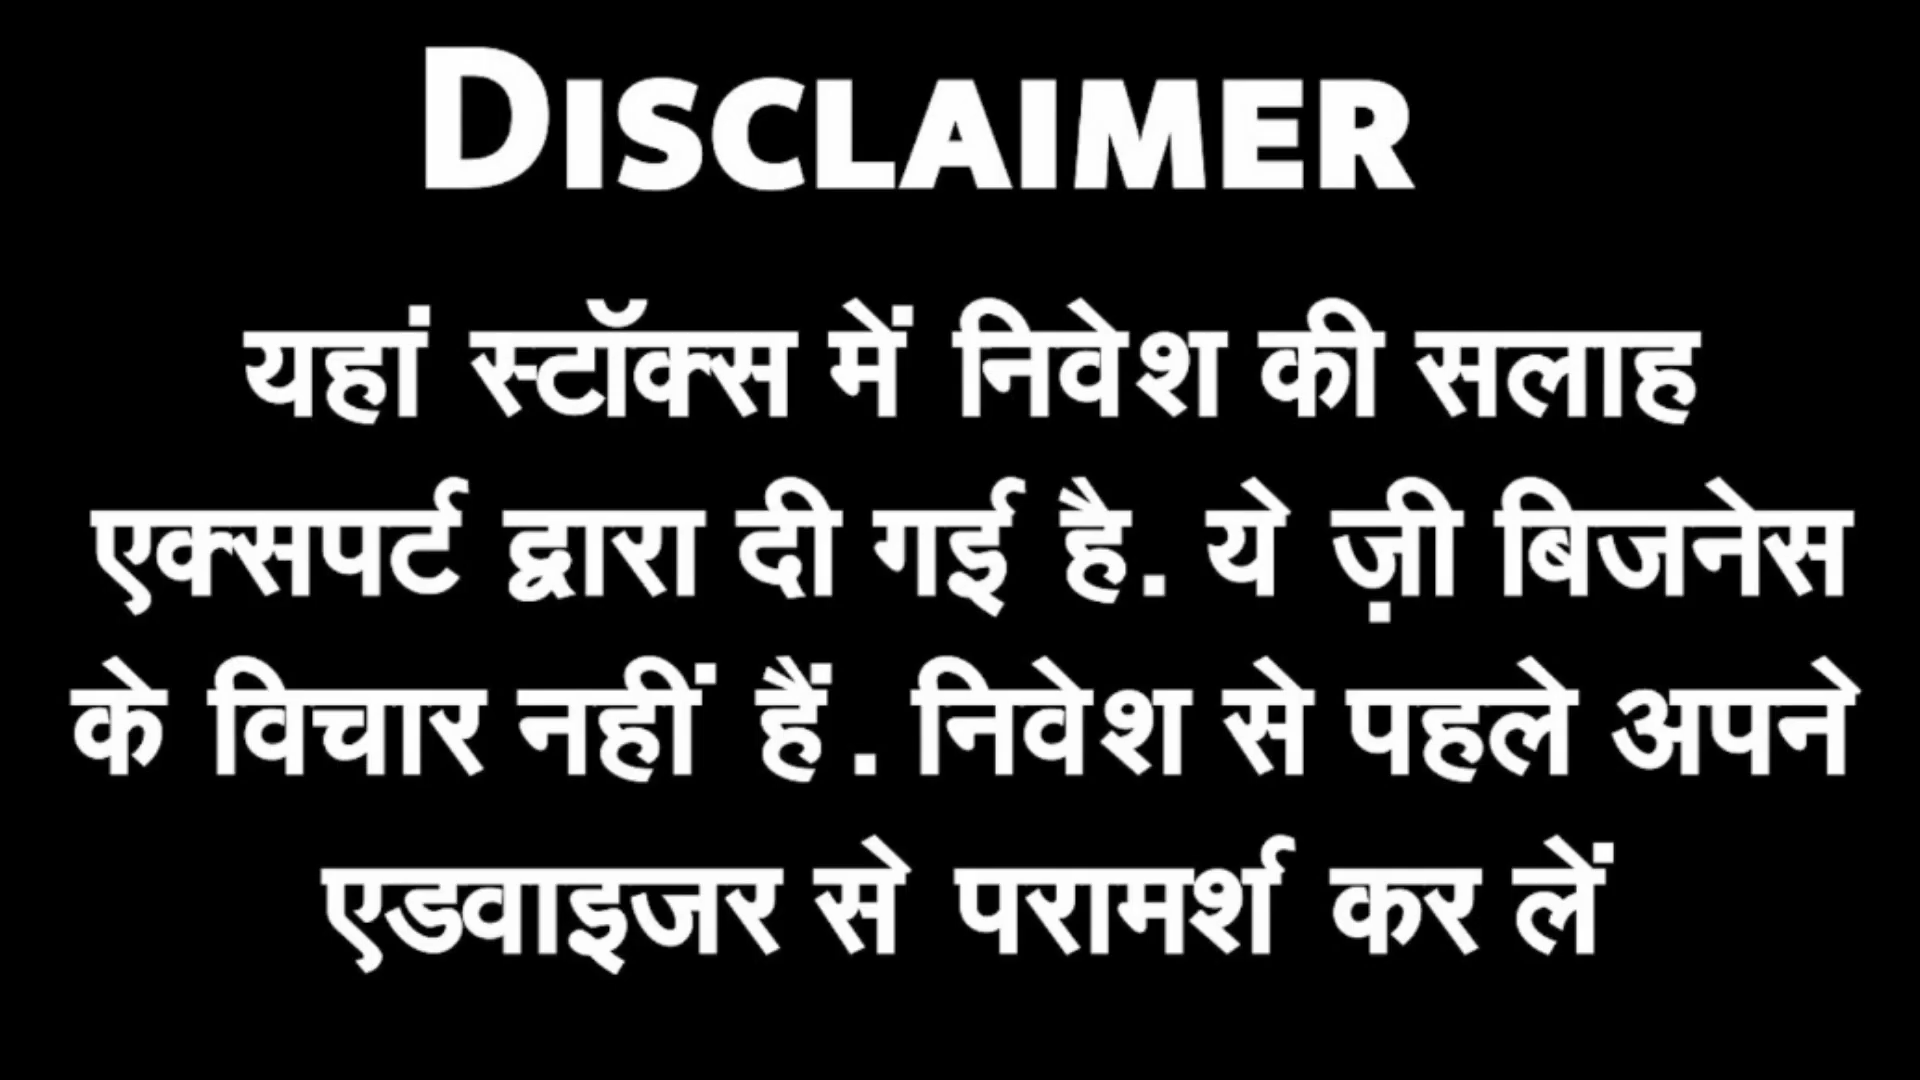 DISCLAIMER
यहां स्टॉक्स में निवेश की सलाह
एक्सपर्ट द्वारा दी गई है. ये ज़ी बिजनेस
के विचार नहीं हैं. निवेश से पहले अपने
एडवाइजर से परामर्श कर लें